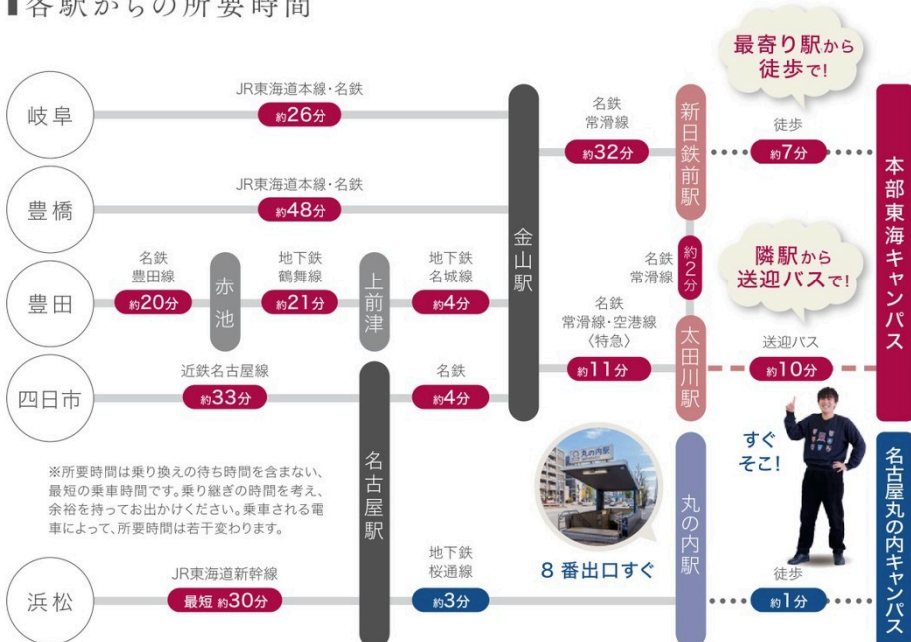 各駅からの所要時間
最寄り駅から
徒歩で!
岐阜
JR東海道本線・名鉄
約26分
名鉄
常滑線
約32分
新日鉄前駅
徒歩
約7分
本部東海キャンパス
豊橋
JR東海道本線・名鉄
約48分
金山駅
名鉄
常滑線
約2分
隣駅から
送迎バスで!
豊田
名鉄
豊田線
約20分
赤池
地下鉄
鶴舞線
約21分
上前津
地下鉄
名城線
約4分
名鉄
常滑線・空港線
〈特急〉
約11分
太田川駅
送迎バス
約10分
四日市
近鉄名古屋線
約33分
名鉄
約4分
名古屋駅
※所要時間は乗り換えの待ち時間を含まない、
最短の乗車時間です。乗り継ぎの時間を考え、
余裕を持ってお出かけください。乗車される電
車によって、所要時間は若干変わります。
丸の内駅
8番出口すぐ
丸の内駅
すぐ
そこ!
名古屋丸の内キャンパス
浜松
JR東海道新幹線
最短 約30分
地下鉄
桜通線
約3分
徒歩
約1分